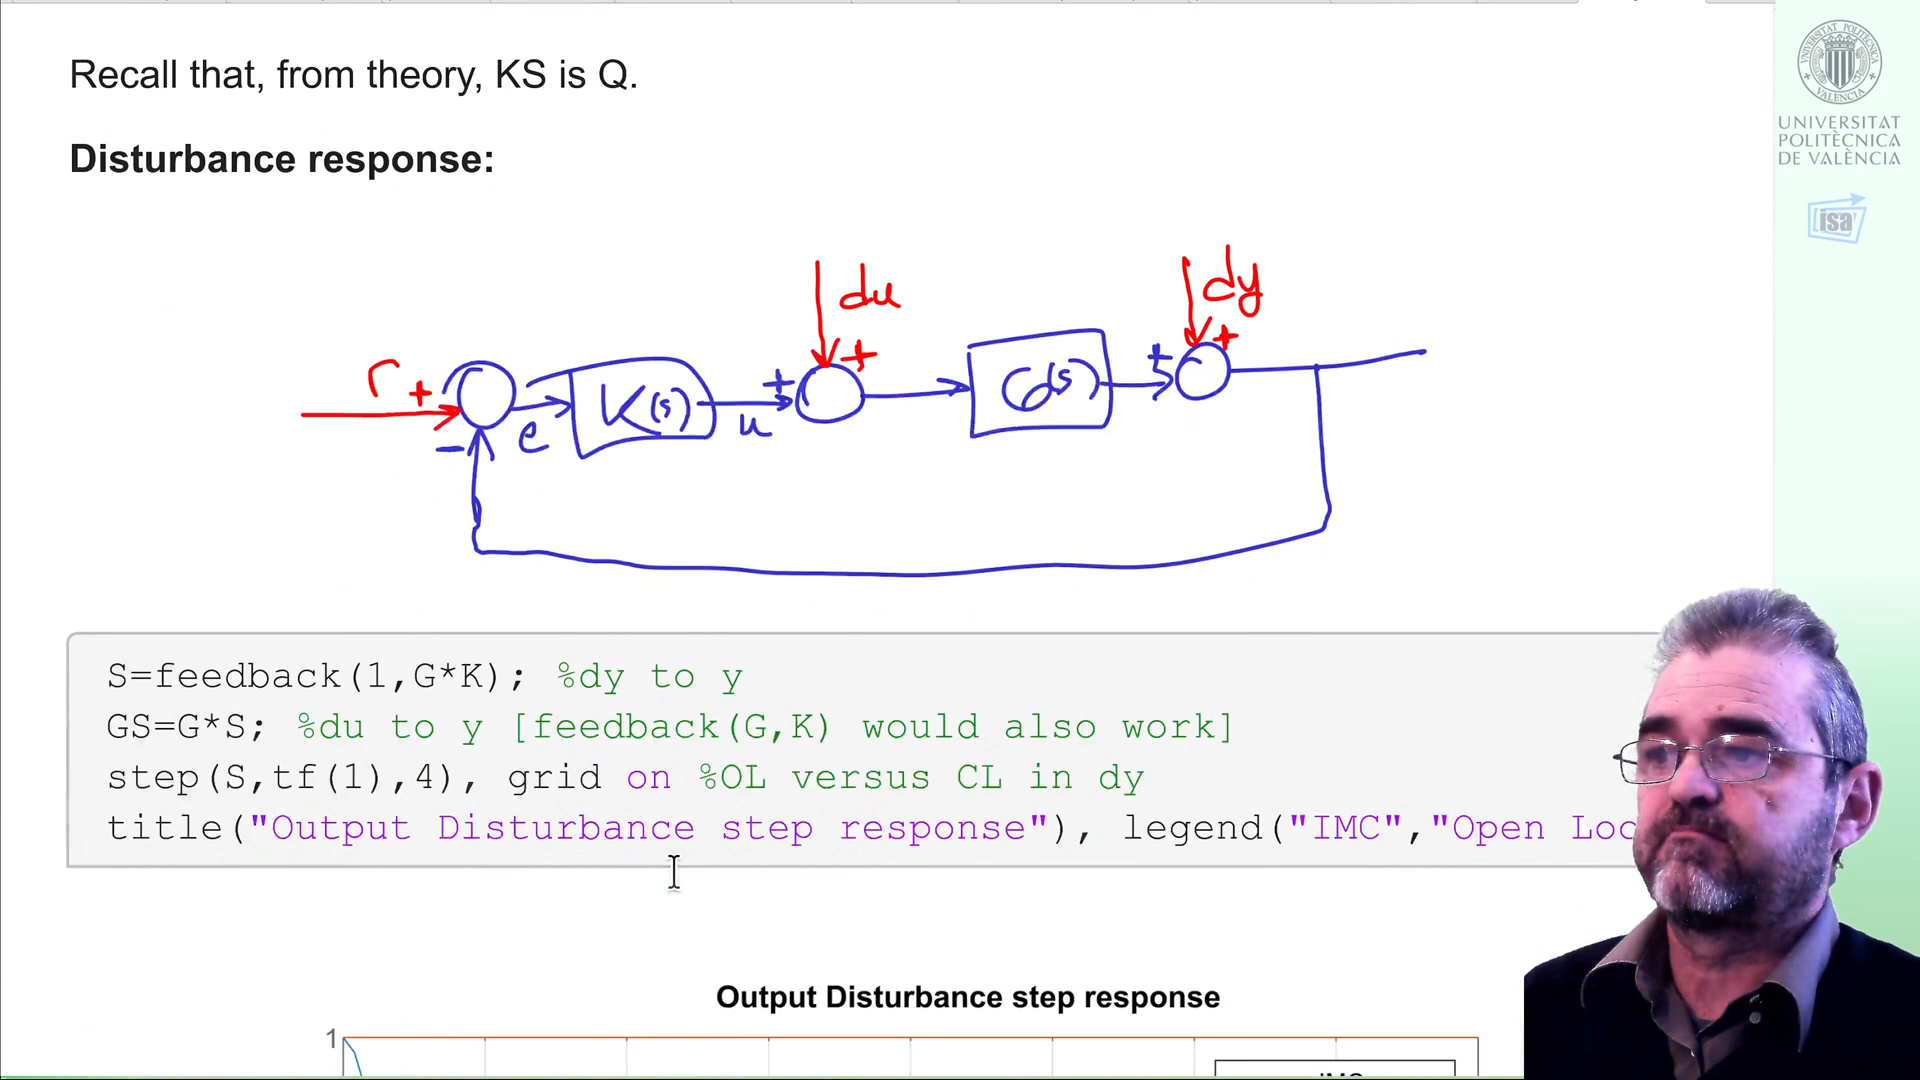 Recall that, from theory, KS is Q.
UNIVERSITAT
POLITÈCNICA
DE VALÈNCIA
isa
Disturbance response:
du
dy
r + - e K(s) u + + G(s) + +
S=feedback(1,G*K); %dy to y
GS=G*S; %du to y [feedback(G,K) would also work]
step(S,tf(1),4), grid on %OL versus CL in dy
title("Output Disturbance step response"), legend("IMC","Open Loo
Output Disturbance step response
1